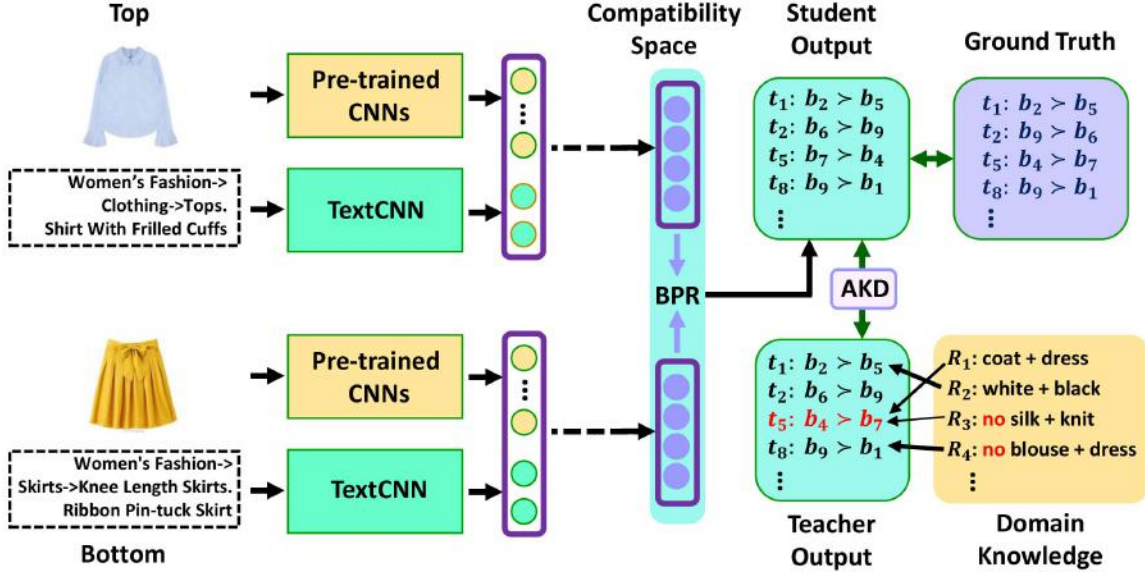 Top
Pre-trained
CNNs
Women's Fashion->
Clothing->Tops.
Shirt With Frilled Cuffs
TextCNN
Compatibility
Space
BPR
Student
Output
t₁: b₂ ≻ b₅
t₂: b₆ ≻ b₉
t₅: b₇ ≻ b₄
t₈: b₉ ≻ b₁
⋮
Ground Truth
t₁: b₂ ≻ b₅
t₂: b₉ ≻ b₆
t₅: b₄ ≻ b₇
t₈: b₉ ≻ b₁
⋮
AKD
Pre-trained
CNNs
Women's Fashion->
Skirts->Knee Length Skirts.
Ribbon Pin-tuck Skirt
TextCNN
Bottom
t₁: b₂ ≻ b₅
t₂: b₆ ≻ b₉
t₅: b₄ ≻ b₇
t₈: b₉ ≻ b₁
⋮
Teacher
Output
R₁: coat + dress
R₂: white + black
R₃: no silk + knit
R₄: no blouse + dress
⋮
Domain
Knowledge